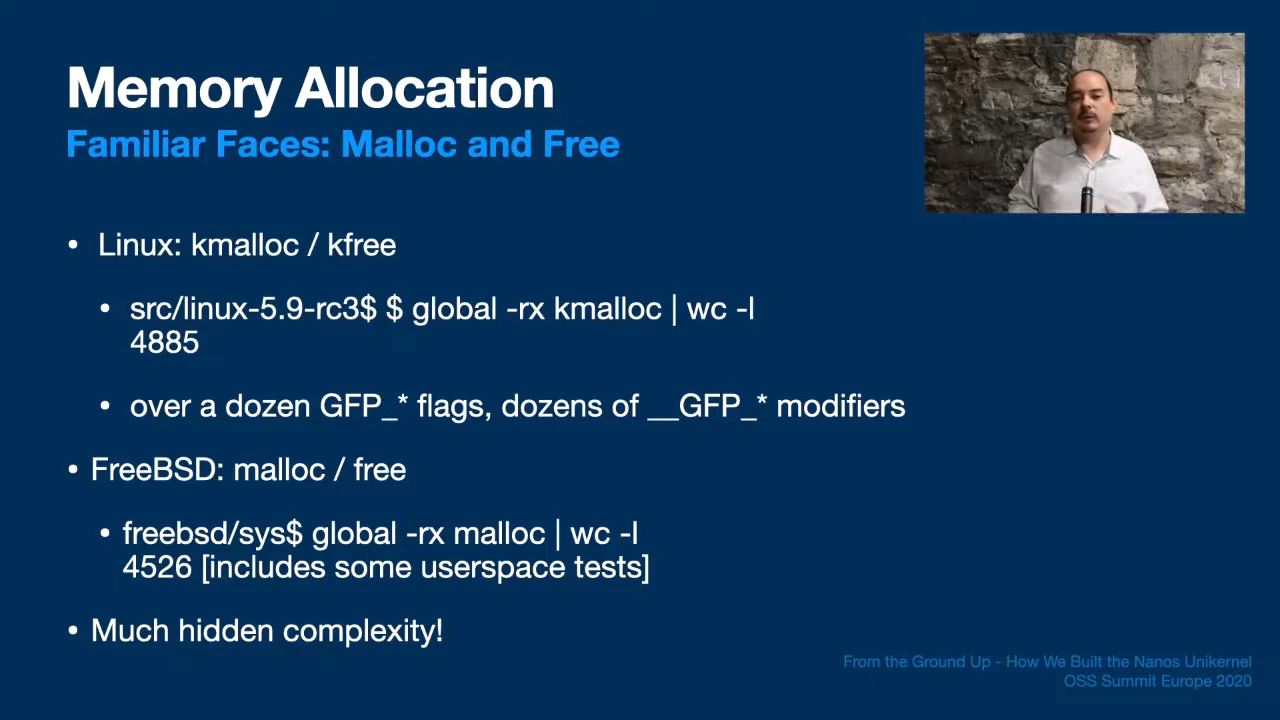 Memory Allocation
Familiar Faces: Malloc and Free
• Linux: kmalloc / kfree
• src/linux-5.9-rc3$ $ global -rx kmalloc | wc -l
4885
• over a dozen GFP_* flags, dozens of __GFP_* modifiers
• FreeBSD: malloc / free
• freebsd/sys$ global -rx malloc | wc -l
4526 [includes some userspace tests]
• Much hidden complexity!
From the Ground Up - How We Built the Nanos Unikernel
OSS Summit Europe 2020